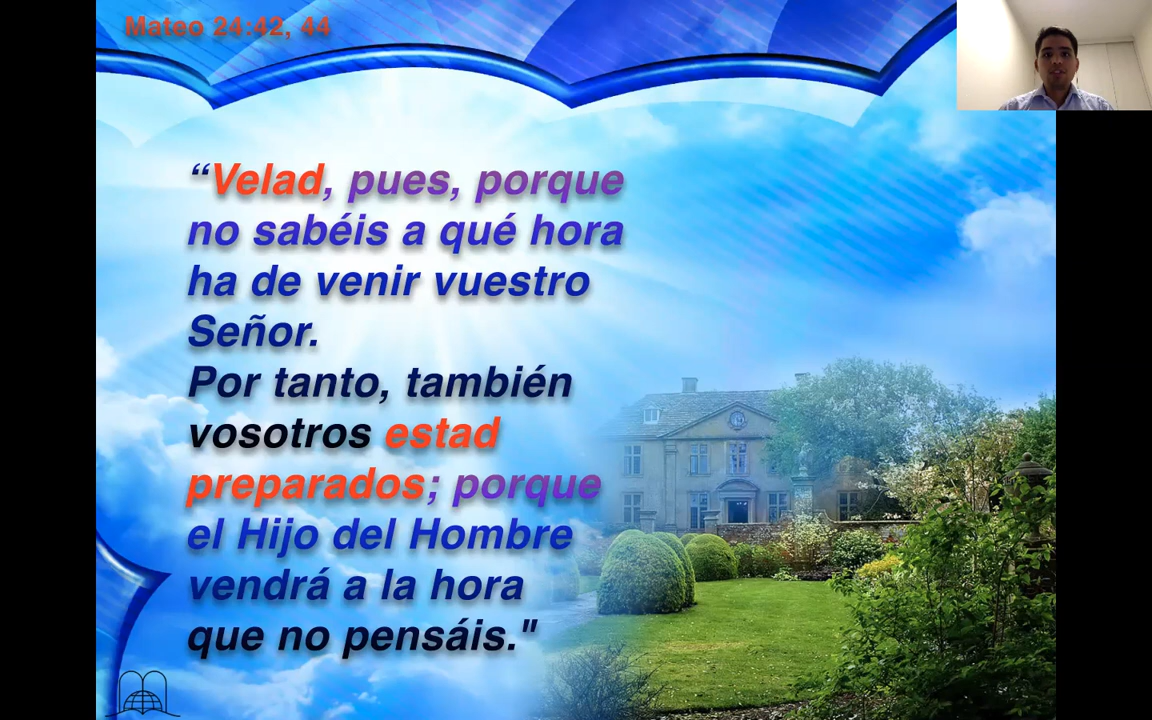 Mateo 24:42, 44
“Velad, pues, porque
no sabéis a qué hora
ha de venir vuestro
Señor.
Por tanto, también
vosotros estad
preparados; porque
el Hijo del Hombre
vendrá a la hora
que no pensáis."